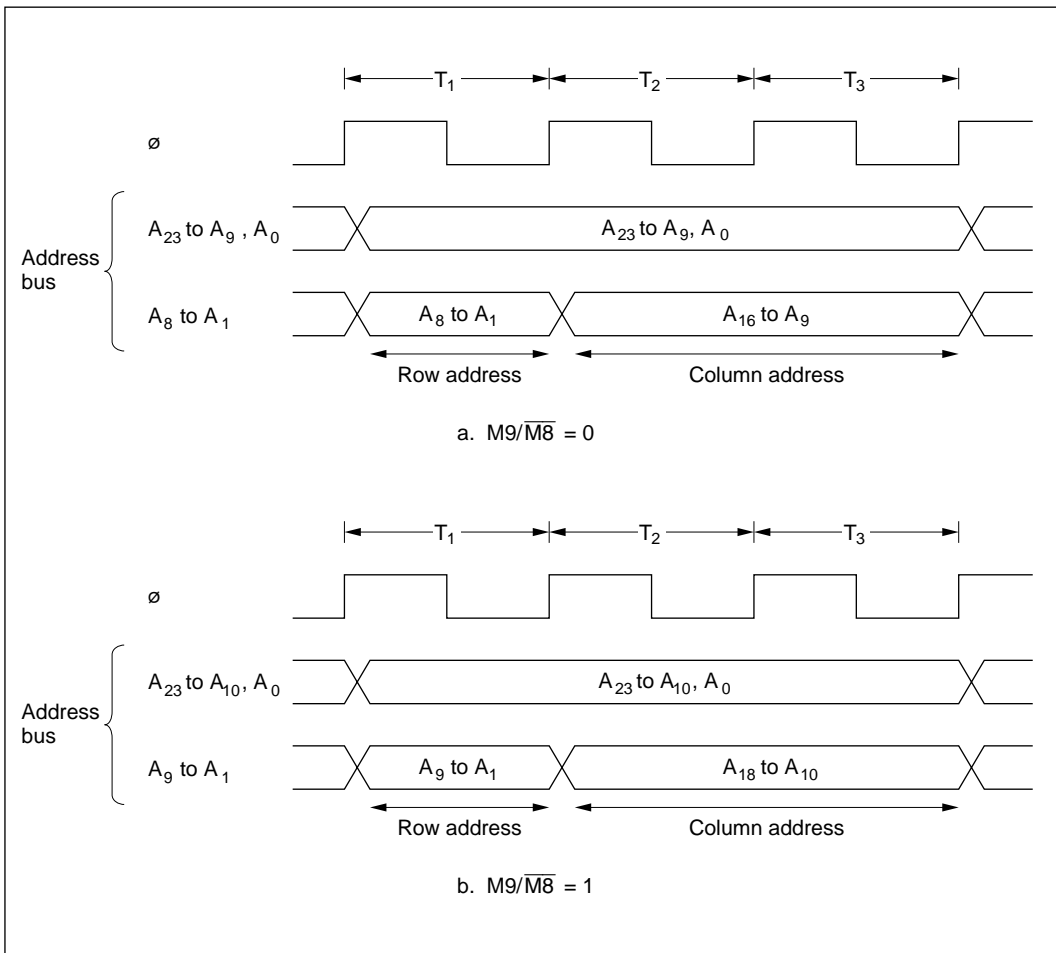 T₁ T₂ T₃
ø
Address bus
A₂₃ to A₉ , A₀
A₂₃ to A₉, A₀
A₈ to A₁
A₈ to A₁
A₁₆ to A₉
Row address
Column address
a. M9/M̅8̅ = 0
T₁ T₂ T₃
ø
Address bus
A₂₃ to A₁₀, A₀
A₂₃ to A₁₀, A₀
A₉ to A₁
A₉ to A₁
A₁₈ to A₁₀
Row address
Column address
b. M9/M̅8̅ = 1